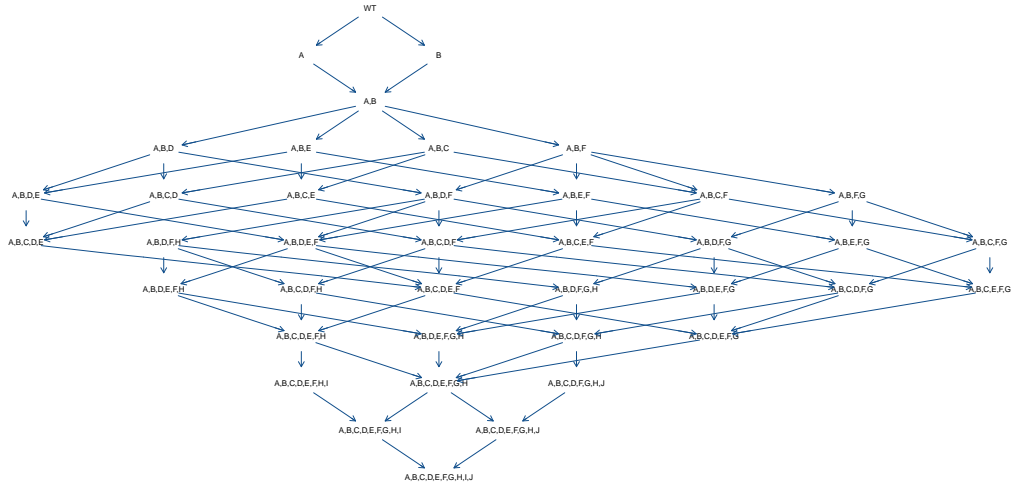 WT
A
B
A,B
A,B,D
A,B,E
A,B,C
A,B,F
A,B,D,E
A,B,C,D
A,B,C,E
A,B,D,F
A,B,E,F
A,B,C,F
A,B,F,G
A,B,C,D,E
A,B,D,F,H
A,B,D,E,F
A,B,C,D,F
A,B,C,E,F
A,B,D,F,G
A,B,E,F,G
A,B,C,F,G
A,B,D,E,F,H
A,B,C,D,F,H
A,B,C,D,E,F
A,B,D,F,G,H
A,B,D,E,F,G
A,B,C,D,F,G
A,B,C,E,F,G
A,B,C,D,E,F,H
A,B,D,E,F,G,H
A,B,C,D,F,G,H
A,B,C,D,E,F,G
A,B,C,D,E,F,H,I
A,B,C,D,E,F,G,H
A,B,C,D,F,G,H,J
A,B,C,D,E,F,G,H,I
A,B,C,D,E,F,G,H,J
A,B,C,D,E,F,G,H,I,J